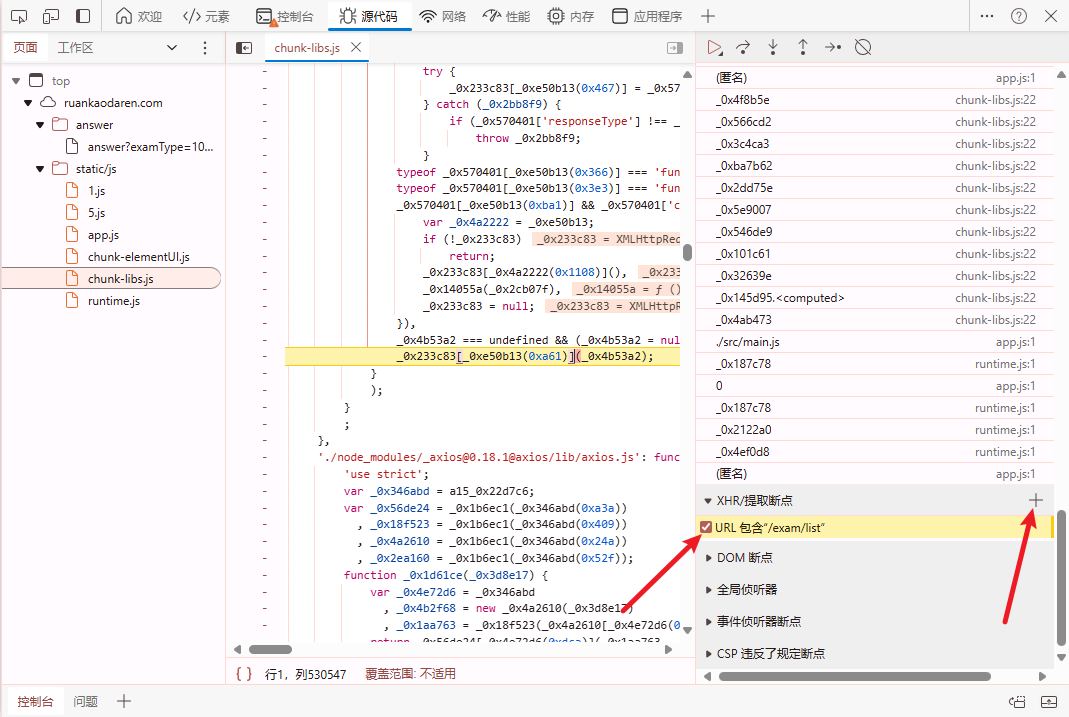 欢迎 元素 控制台 源代码 网络 性能 内存 应用程序
页面 工作区
chunk-libs.js
top
ruankaodaren.com
answer
answer?examType=10...
static/js
1.js
5.js
app.js
chunk-elementUI.js
chunk-libs.js
runtime.js
try {
_0x233c83[_0xe50b13(0x467)] = _0x57
} catch (_0x2bb8f9) {
if (_0x570401['responseType'] !== _
throw _0x2bb8f9;
}
typeof _0x570401[_0xe50b13(0x366)] === 'fun
typeof _0x570401[_0xe50b13(0x3e3)] === 'fun
_0x570401[_0xe50b13(0xba1)] && _0x570401['c
var _0x4a2222 = _0xe50b13;
if (!_0x233c83) _0x233c83 = XMLHttpRec
return;
_0x233c83[_0x4a2222(0x1108)](), _0x233
_0x14055a(_0x2cb07f), _0x14055a = ƒ ()
_0x233c83 = null; _0x233c83 = XMLHttpR
}),
_0x4b53a2 === undefined && (_0x4b53a2 = nul
_0x233c83[_0xe50b13(0xa61)](_0x4b53a2);
}
);
}
;
},
'./node_modules/_axios@0.18.1@axios/lib/axios.js': func
'use strict';
var _0x346abd = a15_0x22d7c6;
var _0x56de24 = _0x1b6ec1(_0x346abd(0xa3a))
, _0x18f523 = _0x1b6ec1(_0x346abd(0x409))
, _0x4a2610 = _0x1b6ec1(_0x346abd(0x24a))
, _0x2ea160 = _0x1b6ec1(_0x346abd(0x52f));
function _0x1d61ce(_0x3d8e17) {
var _0x4e72d6 = _0x346abd
, _0x4b2f68 = new _0x4a2610(_0x3d8e17)
, _0x1aa763 = _0x18f523(_0x4a2610[_0x4e72d6(0
return _0x56de24[_0x4e72d6(0xdca)](_0x1aa763
{ } 行1，列530547 覆盖范围: 不适用
(匿名) app.js:1
_0x4f8b5e chunk-libs.js:22
_0x566cd2 chunk-libs.js:22
_0x3c4ca3 chunk-libs.js:22
_0xba7b62 chunk-libs.js:22
_0x2dd75e chunk-libs.js:22
_0x5e9007 chunk-libs.js:22
_0x546de9 chunk-libs.js:22
_0x101c61 chunk-libs.js:22
_0x32639e chunk-libs.js:22
_0x145d95.<computed> chunk-libs.js:22
_0x4ab473 chunk-libs.js:22
./src/main.js app.js:1
_0x187c78 runtime.js:1
0 app.js:1
_0x187c78 runtime.js:1
_0x2122a0 runtime.js:1
_0x4ef0d8 runtime.js:1
(匿名) app.js:1
XHR/提取断点
URL 包含"/exam/list"
DOM 断点
全局侦听器
事件侦听器断点
CSP 违反了规定断点
控制台 问题